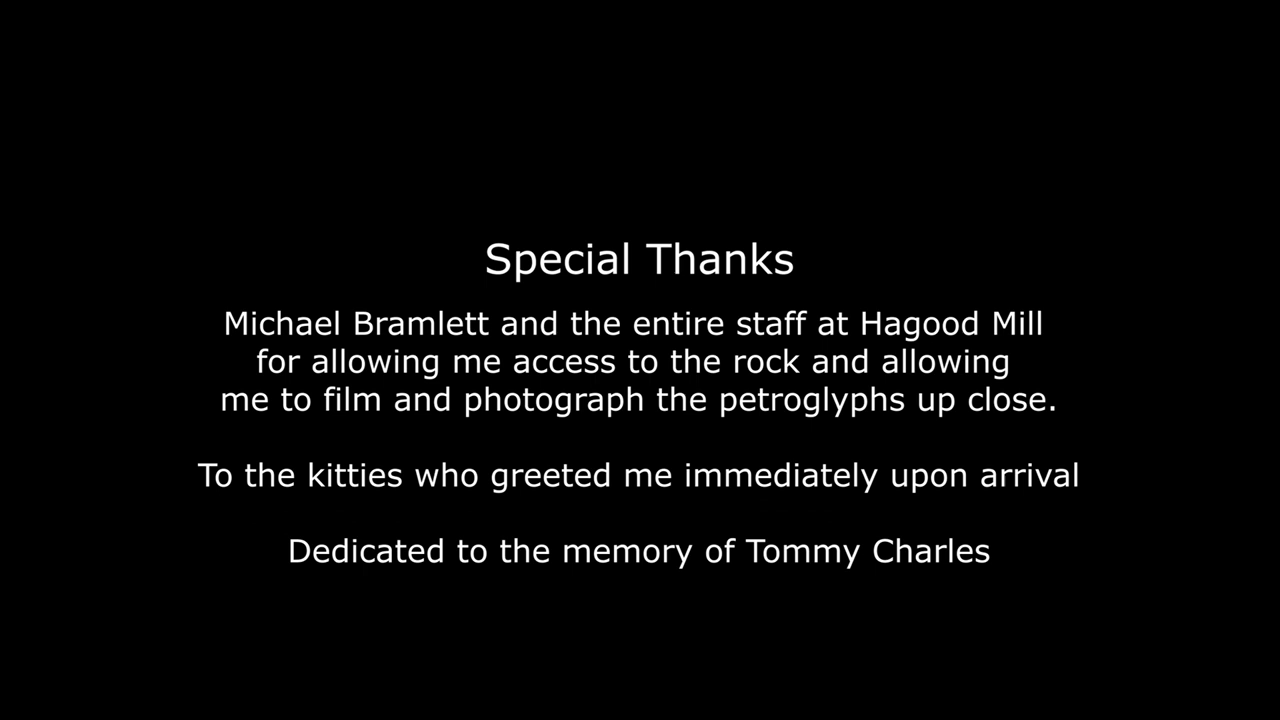 Special Thanks
Michael Bramlett and the entire staff at Hagood Mill
for allowing me access to the rock and allowing
me to film and photograph the petroglyphs up close.
To the kitties who greeted me immediately upon arrival
Dedicated to the memory of Tommy Charles